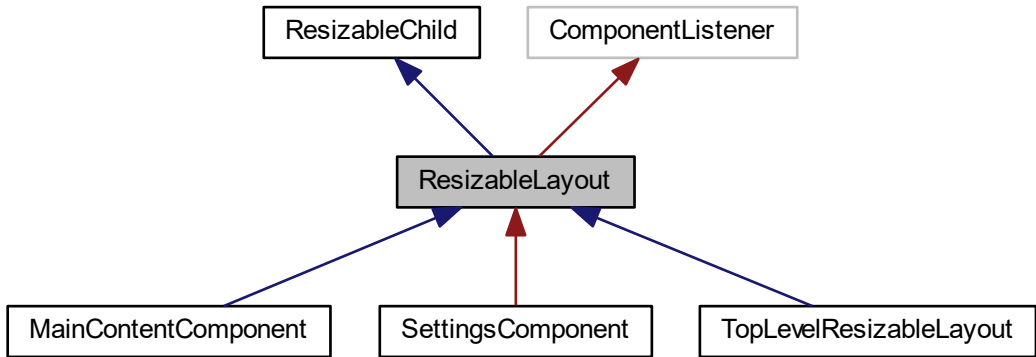 ResizableChild
ComponentListener
ResizableLayout
MainContentComponent
SettingsComponent
TopLevelResizableLayout